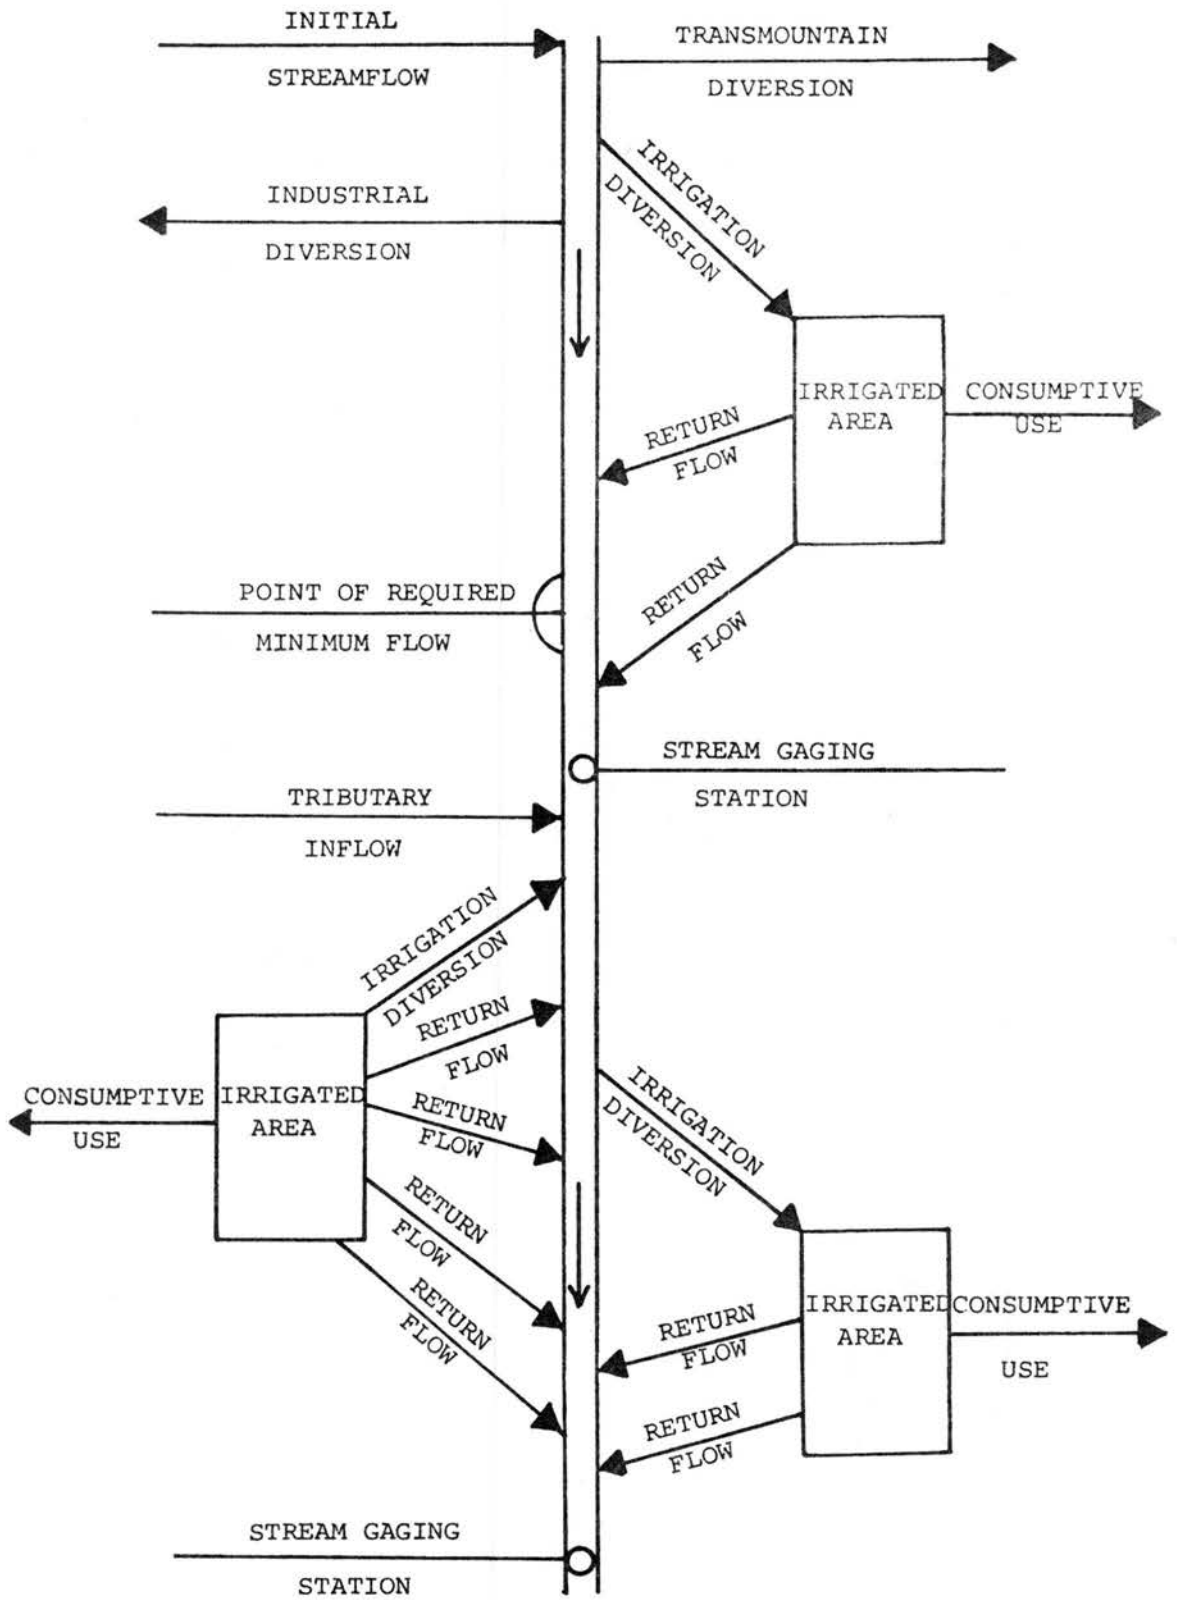 INITIAL
STREAMFLOW
TRANSMOUNTAIN
DIVERSION
IRRIGATION
DIVERSION
INDUSTRIAL
DIVERSION
IRRIGATED
AREA
CONSUMPTIVE
USE
RETURN
FLOW
RETURN
FLOW
POINT OF REQUIRED
MINIMUM FLOW
STREAM GAGING
STATION
TRIBUTARY
INFLOW
IRRIGATION
DIVERSION
RETURN
FLOW
CONSUMPTIVE
USE
IRRIGATED
AREA
RETURN
FLOW
RETURN
FLOW
RETURN
FLOW
IRRIGATION
DIVERSION
IRRIGATED
AREA
CONSUMPTIVE
USE
RETURN
FLOW
RETURN
FLOW
STREAM GAGING
STATION